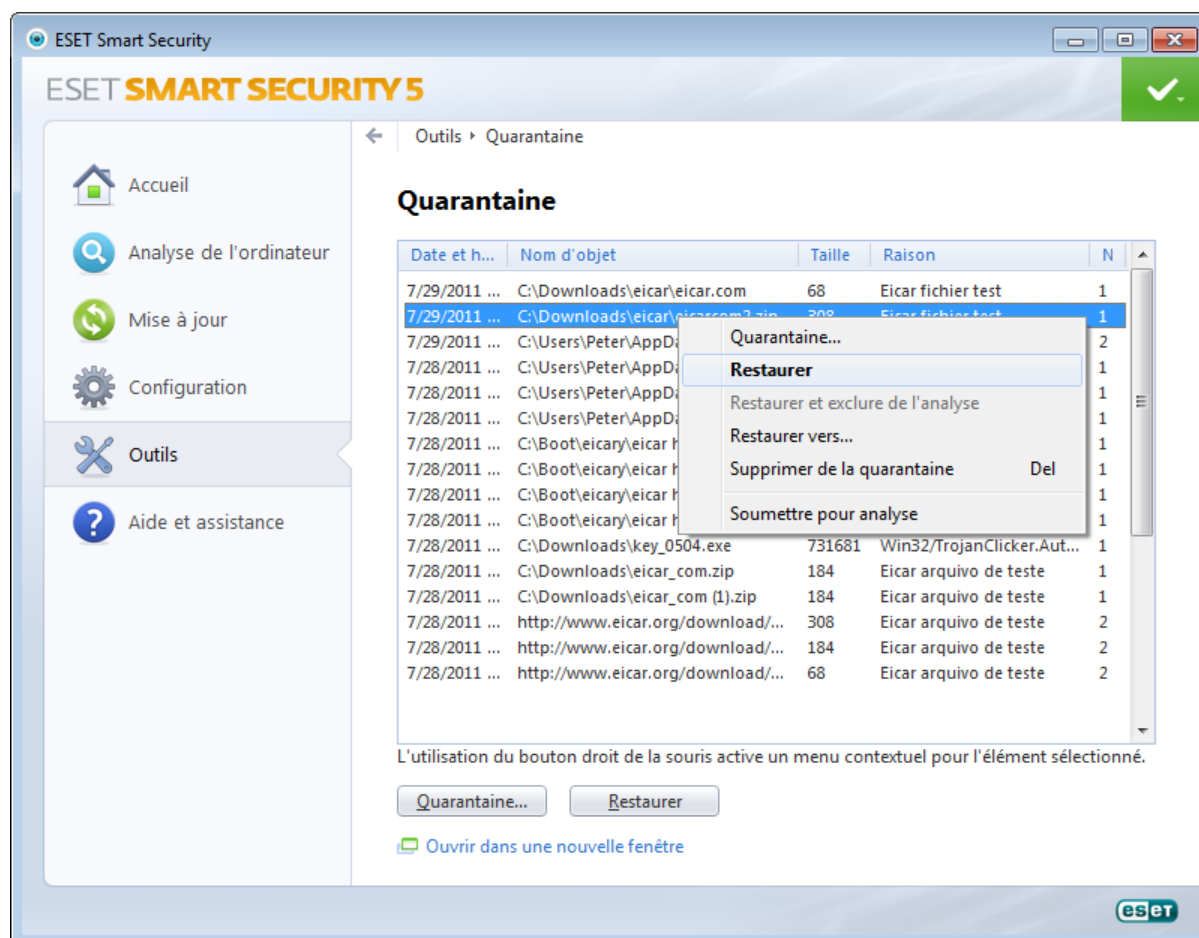 ESET Smart Security
ESET SMART SECURITY 5
Outils Quarantaine
Accueil
Analyse de l'ordinateur
Mise à jour
Configuration
Outils
Aide et assistance
Quarantaine
Date et h... Nom d'objet Taille Raison N
7/29/2011 ... C:\Downloads\eicar\eicar.com 68 Eicar fichier test 1
7/29/2011 ... C:\Downloads\eicar\eicarcom2.zip 308 Eicar fichier test 1
7/29/2011 ... C:\Users\Peter\AppDa 2
7/28/2011 ... C:\Users\Peter\AppDa 1
7/28/2011 ... C:\Users\Peter\AppDa 1
7/28/2011 ... C:\Users\Peter\AppDa 1
7/28/2011 ... C:\Boot\eicary\eicar 1
7/28/2011 ... C:\Boot\eicary\eicar 1
7/28/2011 ... C:\Boot\eicary\eicar 1
7/28/2011 ... C:\Boot\eicary\eicar 1
7/28/2011 ... C:\Downloads\key_0504.exe 731681 Win32/TrojanClicker.Aut... 1
7/28/2011 ... C:\Downloads\eicar_com.zip 184 Eicar arquivo de teste 1
7/28/2011 ... C:\Downloads\eicar_com (1).zip 184 Eicar arquivo de teste 1
7/28/2011 ... http://www.eicar.org/download/... 308 Eicar arquivo de teste 2
7/28/2011 ... http://www.eicar.org/download/... 184 Eicar arquivo de teste 2
7/28/2011 ... http://www.eicar.org/download/... 68 Eicar arquivo de teste 2
Quarantaine...
Restaurer
Restaurer et exclure de l'analyse
Restaurer vers...
Supprimer de la quarantaine Del
Soumettre pour analyse
L'utilisation du bouton droit de la souris active un menu contextuel pour l'élément sélectionné.
Quarantaine... Restaurer
Ouvrir dans une nouvelle fenêtre
eseT